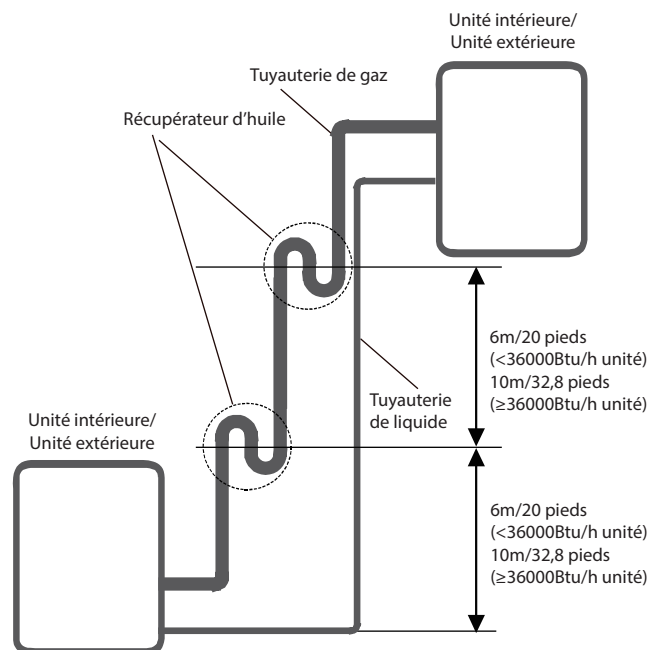 Unité intérieure/
Unité extérieure
Tuyauterie de gaz
Récupérateur d'huile
6m/20 pieds
(<36000Btu/h unité)
10m/32,8 pieds
(≥36000Btu/h unité)
Tuyauterie
de liquide
Unité intérieure/
Unité extérieure
6m/20 pieds
(<36000Btu/h unité)
10m/32,8 pieds
(≥36000Btu/h unité)